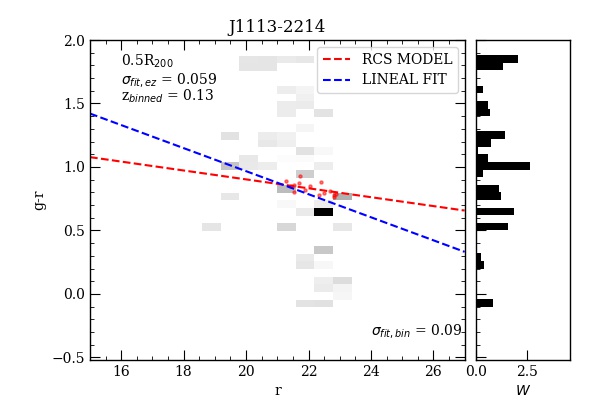 J1113-2214
0.5R200
σfit,ez = 0.059
zbinned = 0.13
RCS MODEL
LINEAL FIT
σfit,bin = 0.09
g-r
2.0
1.5
1.0
0.5
0.0
−0.5
16 18 20 22 24 26
r
0.0 2.5
W